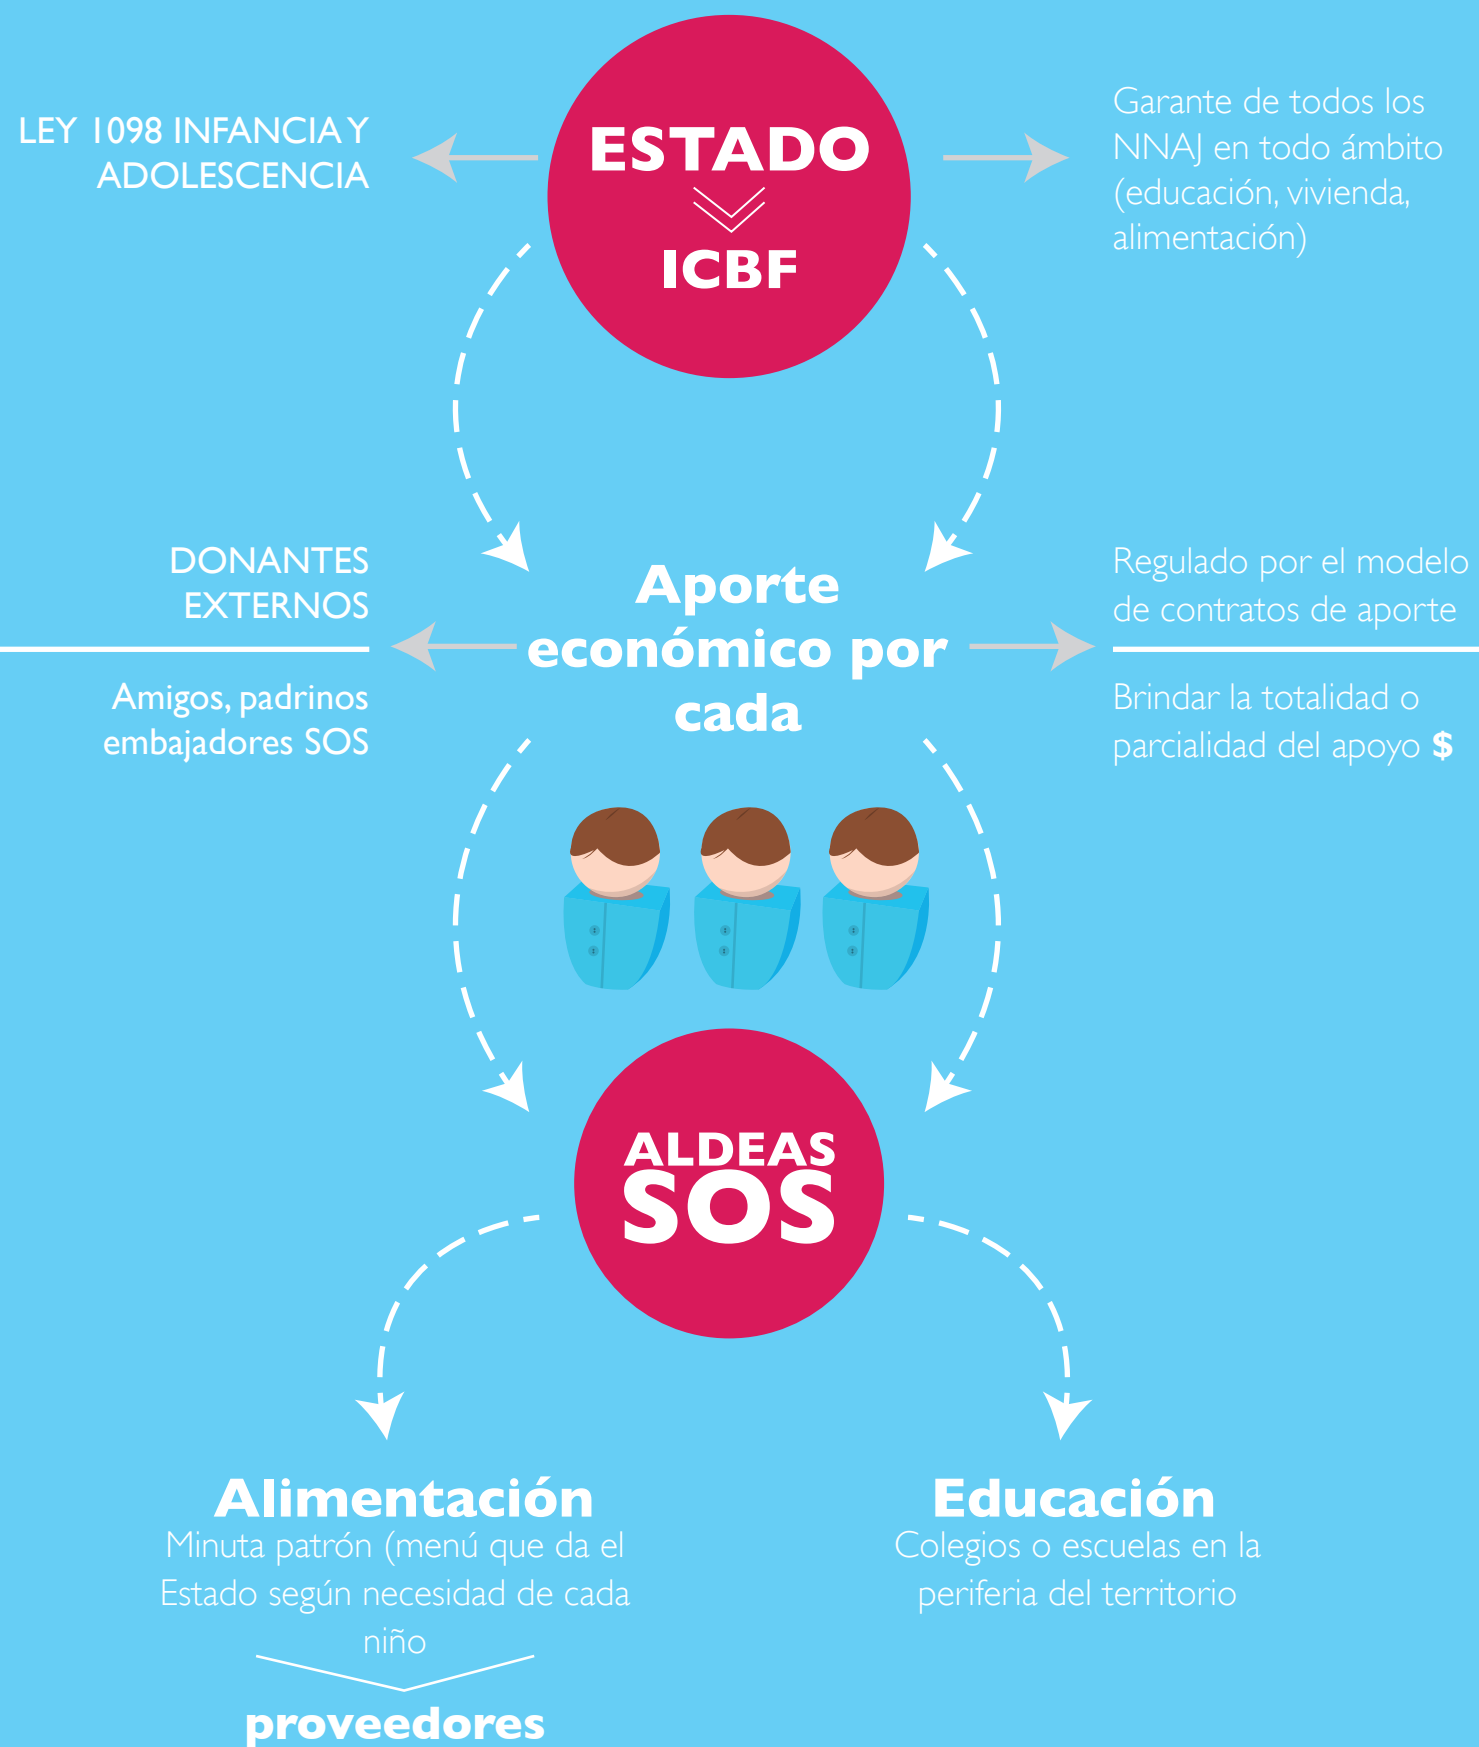 LEY 1098 INFANCIA Y
ADOLESCENCIA
ESTADO
ICBF
Garante de todos los
NNAJ en todo ámbito
(educación, vivienda,
alimentación)
DONANTES
EXTERNOS
Amigos, padrinos
embajadores SOS
Aporte
económico por
cada
Regulado por el modelo
de contratos de aporte
Brindar la totalidad o
parcialidad del apoyo $
ALDEAS
SOS
Alimentación
Minuta patrón (menú que da el
Estado según necesidad de cada
niño
proveedores
Educación
Colegios o escuelas en la
periferia del territorio